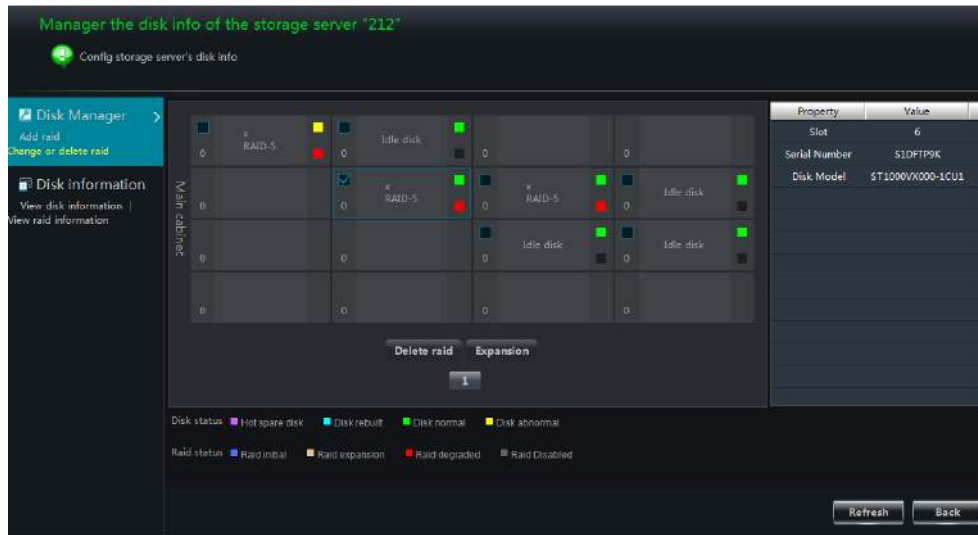 Manager the disk info of the storage server "212"
Config storage server's disk info
Disk Manager >
Add raid |
Change or delete raid
Disk information
View disk information |
View raid information
Main cabinet
0 x RAID-5
0 Idle disk
0
0
0
0 x RAID-5
0 x RAID-5
0 Idle disk
0
0
0 Idle disk
0 Idle disk
0
0
0
0
Delete raid Expansion
1
Property Value
Slot 6
Serial Number S1DFTP9K
Disk Model ST1000VX000-1CU1
Disk status Hot spare disk Disk rebuilt Disk normal Disk abnormal
Raid status Raid initial Raid expansion Raid degraded Raid Disabled
Refresh Back